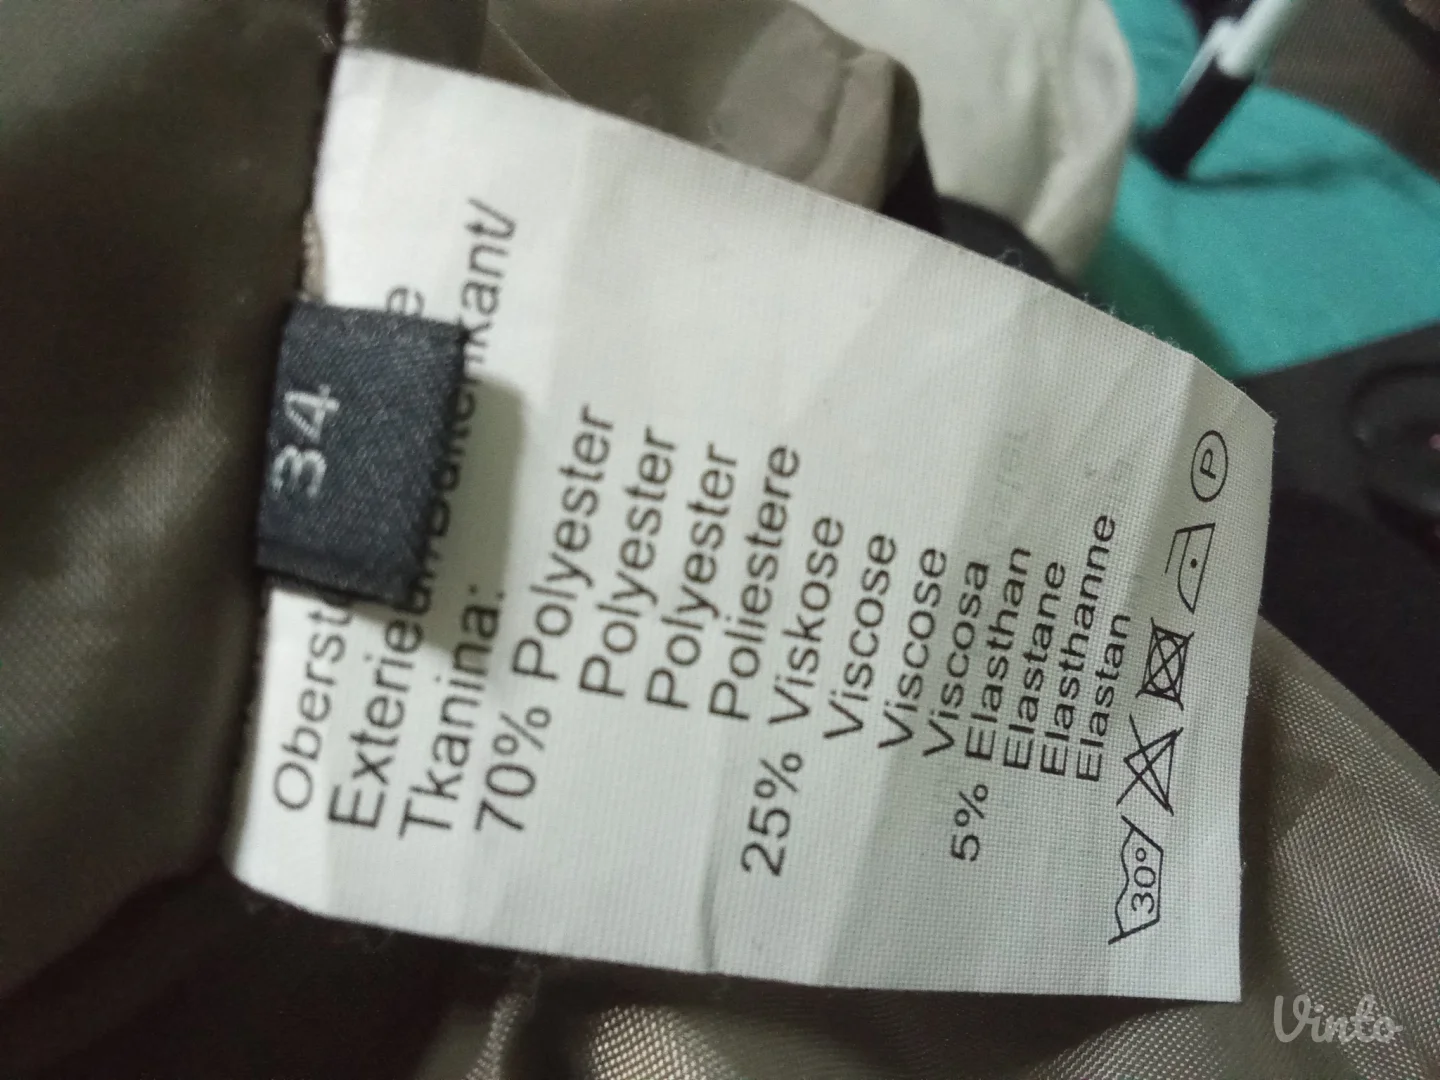 34
Exterieur/Buitenkant/
Tkanina:
70% Polyester
Polyester
Polyester
Poliestere
25% Viskose
Viscose
Viscose
Viscosa
5% Elasthan
Elastane
Elasthanne
Elastan
30°
P
Vinto